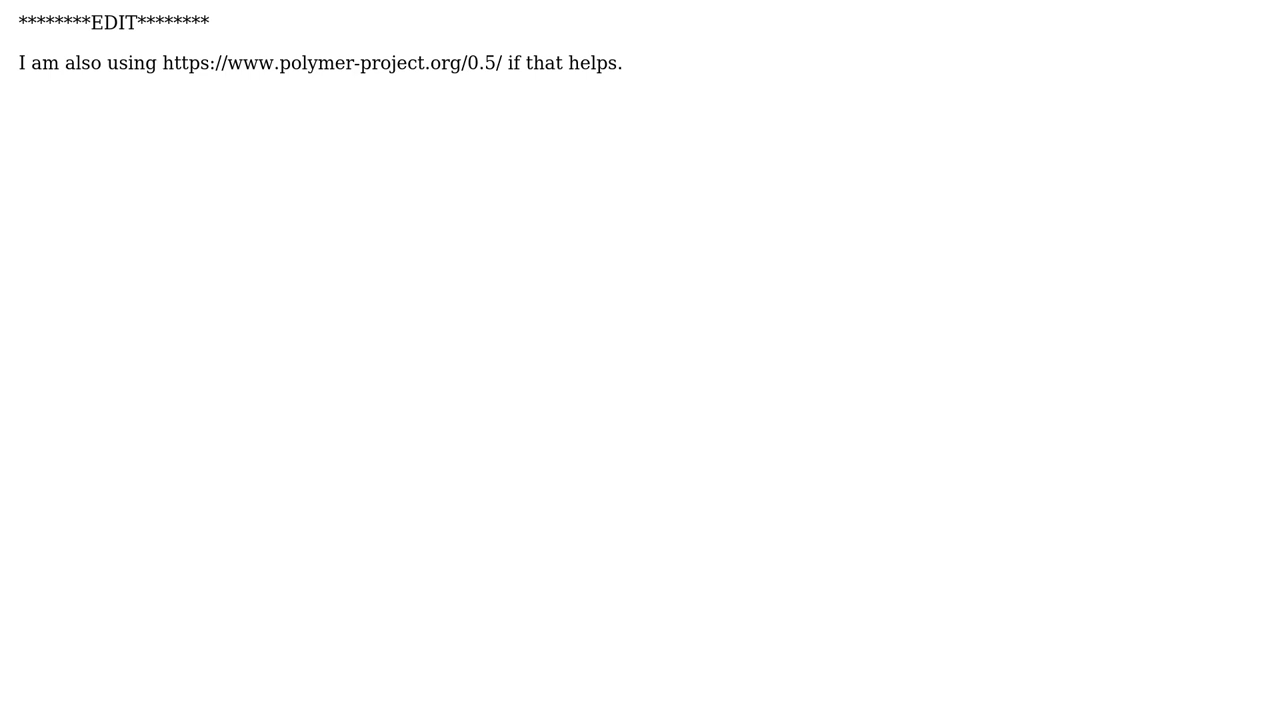 ********EDIT********
I am also using https://www.polymer-project.org/0.5/ if that helps.